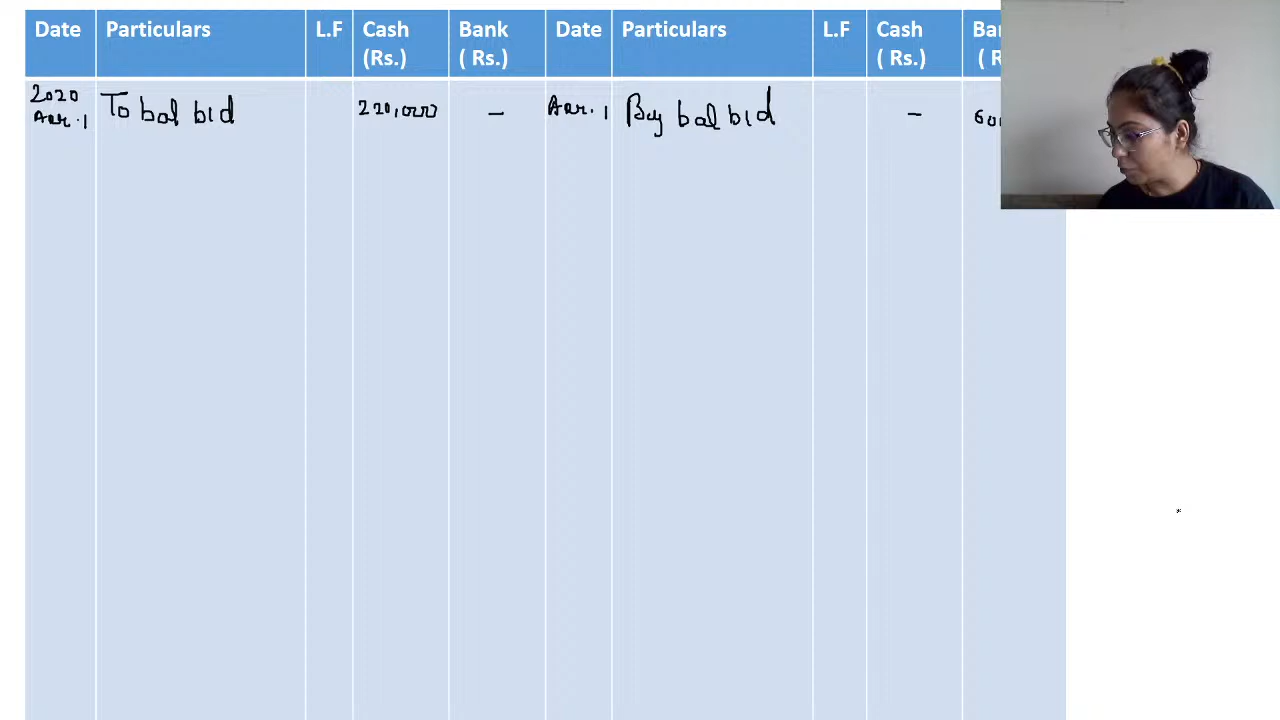 Date Particulars L.F Cash (Rs.) Bank ( Rs.) Date Particulars L.F Cash ( Rs.)
2020
Apr. 1 To bal b/d 220,000 – Apr. 1 By bal b/d –